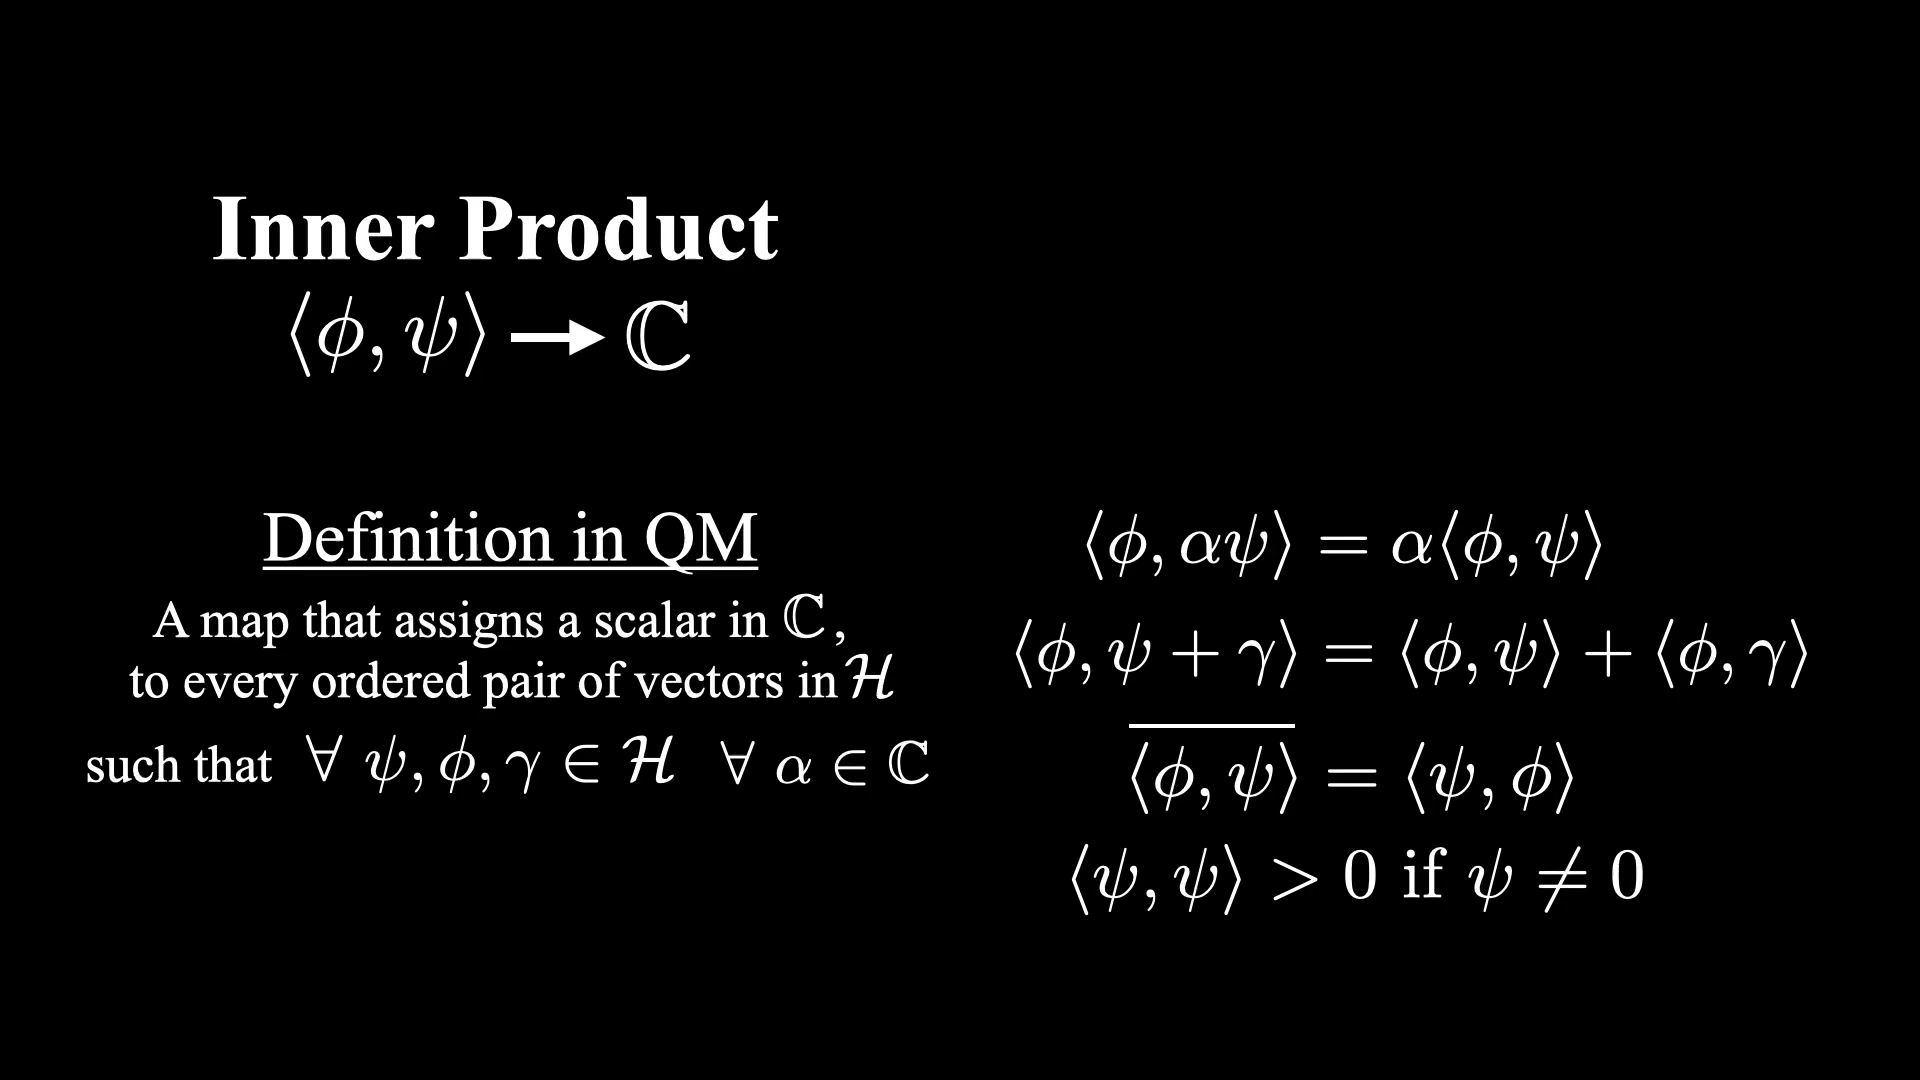 Inner Product
⟨ϕ, ψ⟩ → ℂ
Definition in QM
A map that assigns a scalar in ℂ,
to every ordered pair of vectors in ℋ
such that ∀ ψ, ϕ, γ ∈ ℋ ∀ α ∈ ℂ
⟨ϕ, αψ⟩ = α⟨ϕ, ψ⟩
⟨ϕ, ψ + γ⟩ = ⟨ϕ, ψ⟩ + ⟨ϕ, γ⟩
\overline{⟨ϕ, ψ⟩} = ⟨ψ, ϕ⟩
⟨ψ, ψ⟩ > 0 if ψ ≠ 0